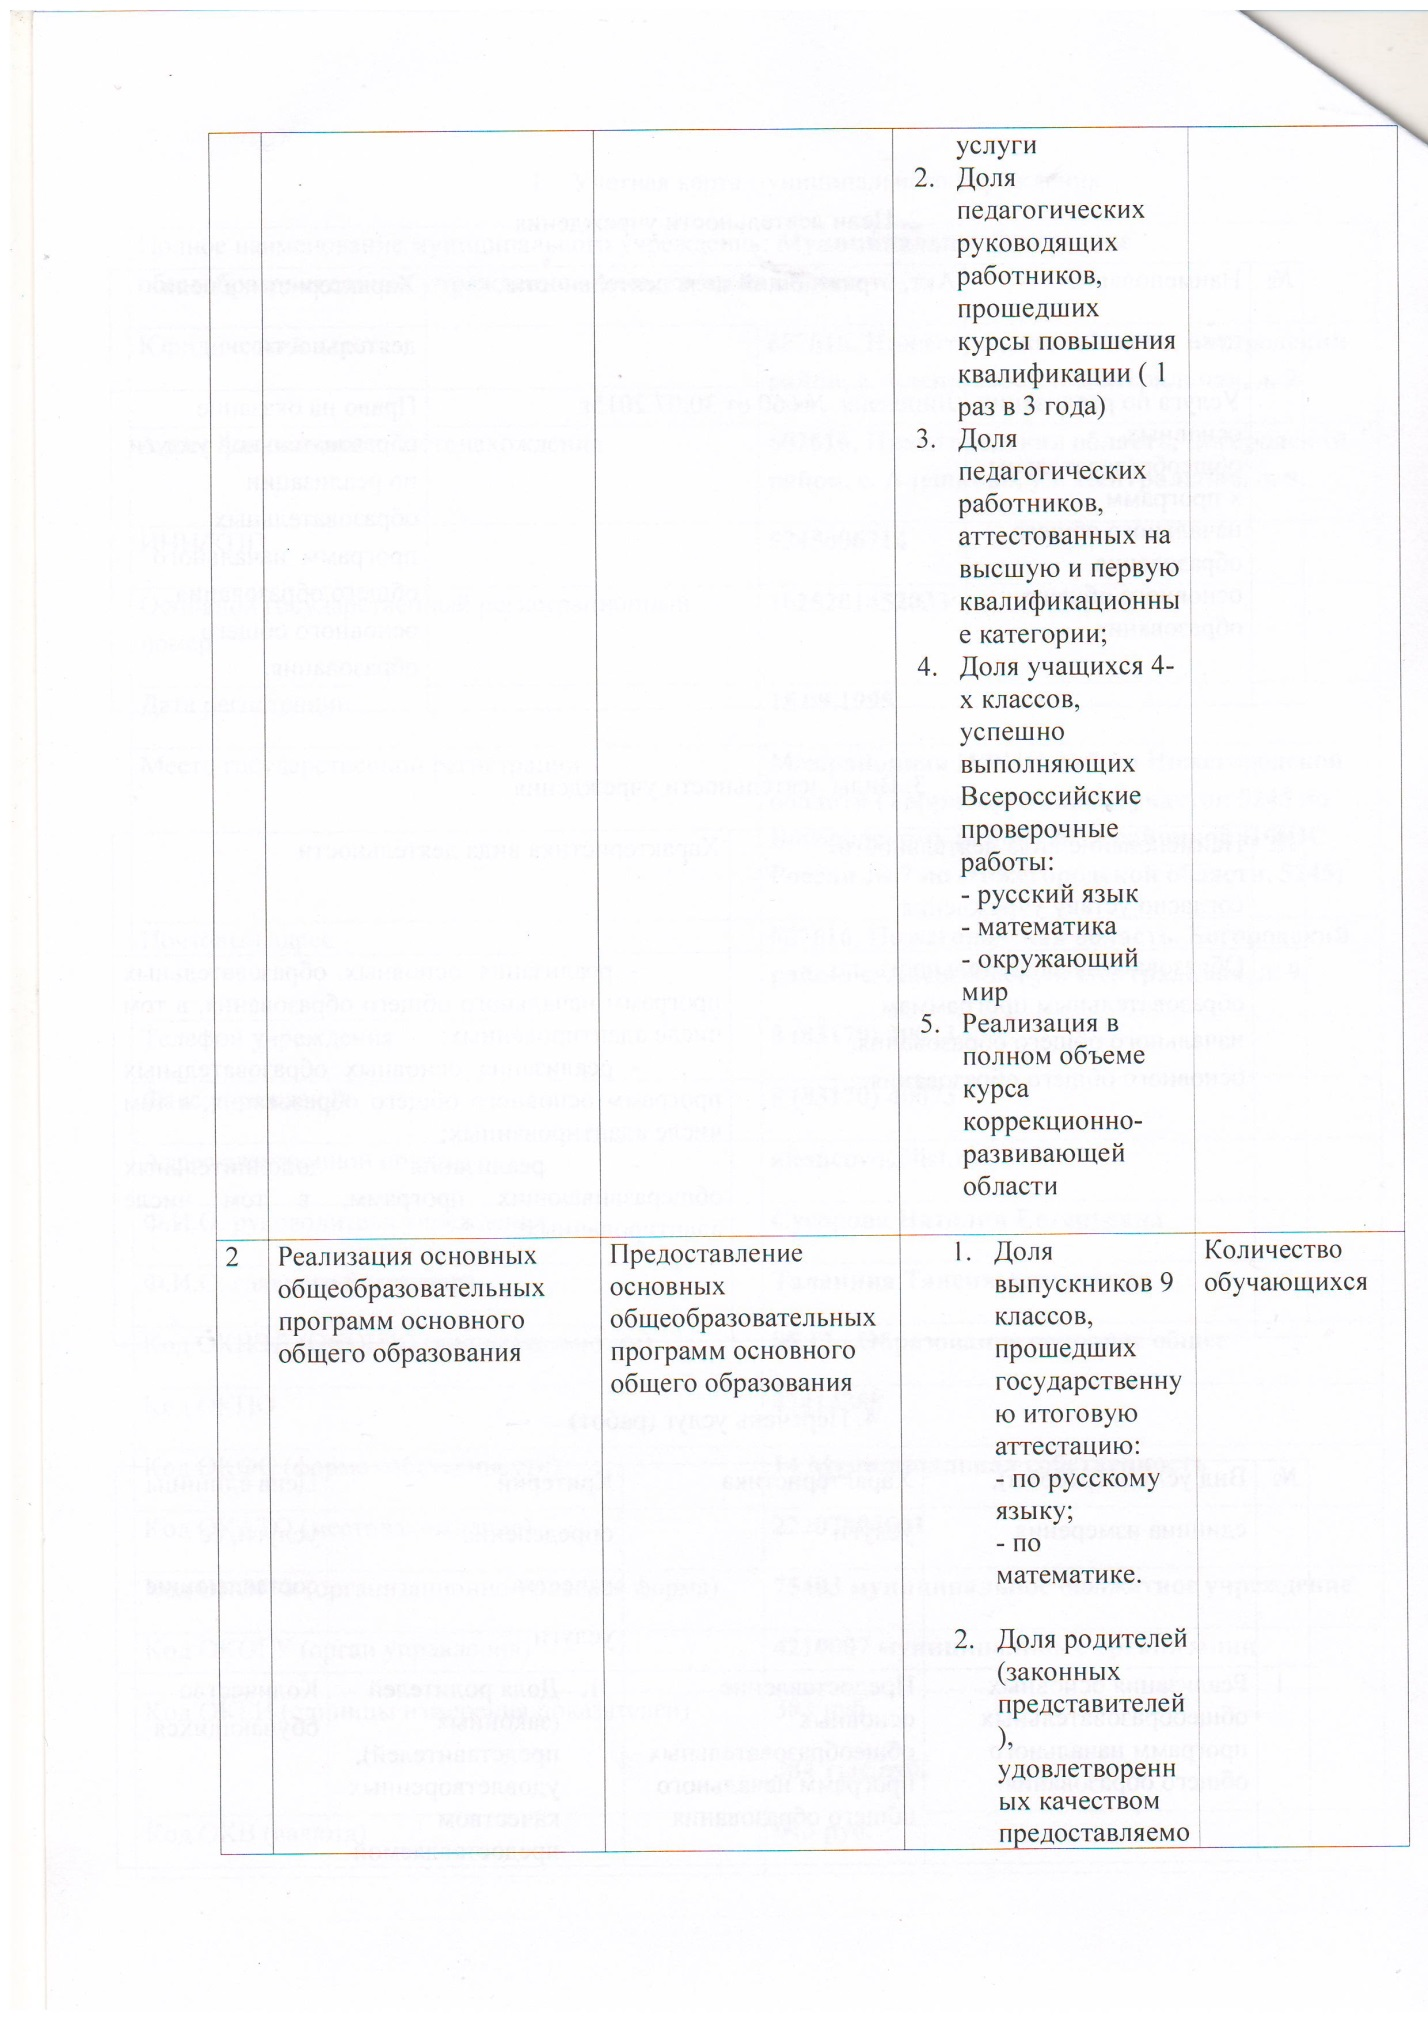 услуги
2. Доля
педагогических
руководящих
работников,
прошедших
курсы повышения
квалификации ( 1
раз в 3 года)
3. Доля
педагогических
работников,
аттестованных на
высшую и первую
квалификационны
е категории;
4. Доля учащихся 4-
х классов,
успешно
выполняющих
Всероссийские
проверочные
работы:
- русский язык
- математика
- окружающий
мир
5. Реализация в
полном объеме
курса
коррекционно-
развивающей
области
2
Реализация основных
общеобразовательных
программ основного
общего образования
Предоставление
основных
общеобразовательных
программ основного
общего образования
1. Доля
выпускников 9
классов,
прошедших
государственну
ю итоговую
аттестацию:
- по русскому
языку;
- по
математике.
2. Доля родителей
(законных
представителей
),
удовлетворенн
ых качеством
предоставляемо
Количество
обучающихся